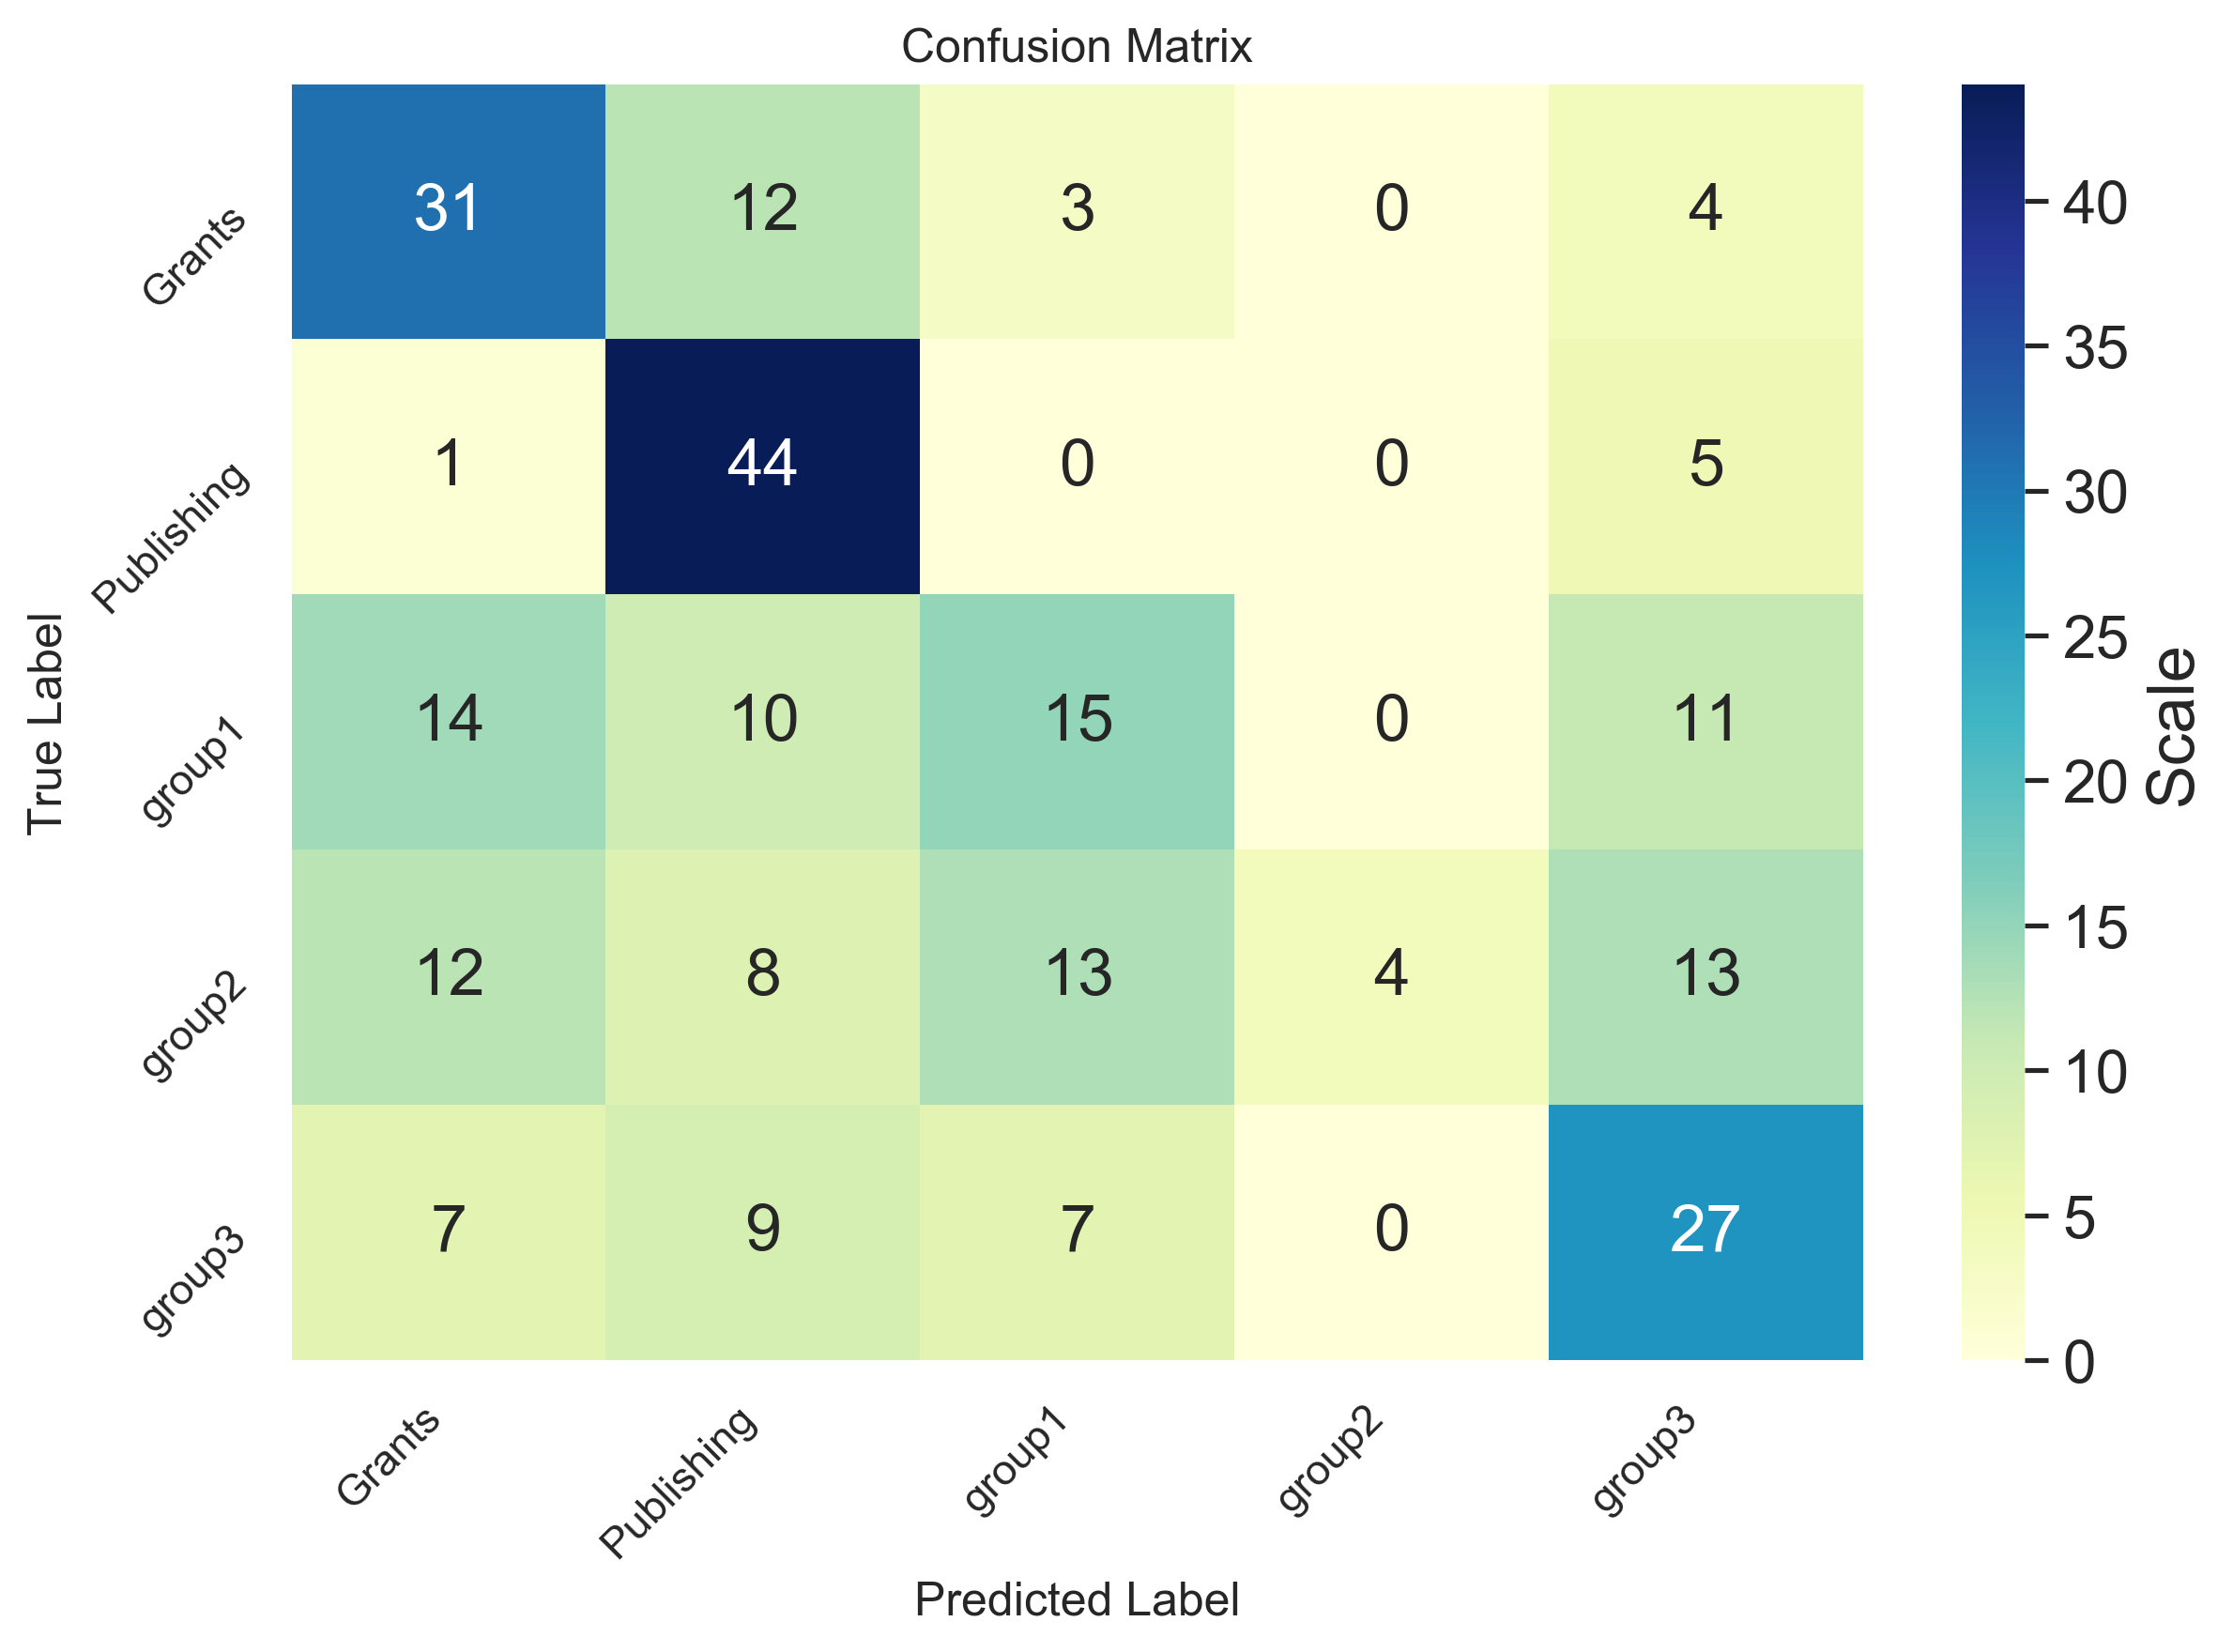 Confusion Matrix
Grants 31 12 3 0 4
Publishing 1 44 0 0 5
group1 14 10 15 0 11
group2 12 8 13 4 13
group3 7 9 7 0 27
Grants Publishing group1 group2 group3
Predicted Label
True Label
40
35
30
25
20
15
10
5
0
Scale